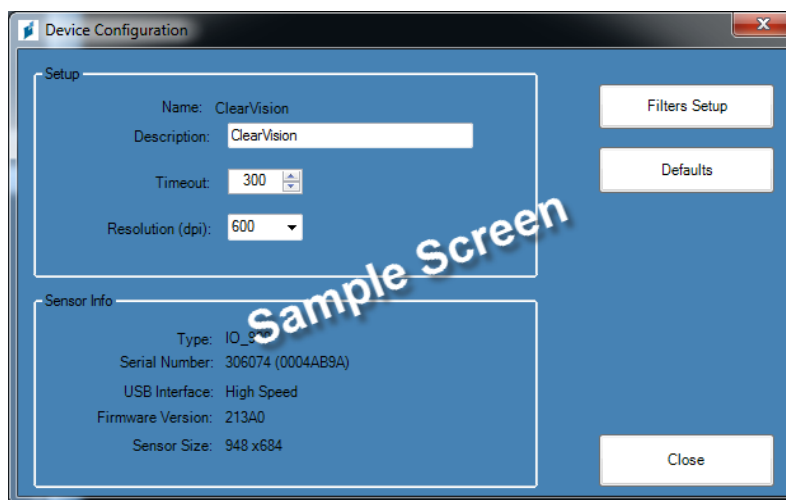 Device Configuration
Setup
Name: ClearVision
Description: ClearVision
Timeout: 300
Resolution (dpi): 600
Filters Setup
Defaults
Sample Screen
Sensor Info
Type:
Serial Number: 306074 (0004AB9A)
USB Interface: High Speed
Firmware Version: 213A0
Sensor Size: 948 x684
Close